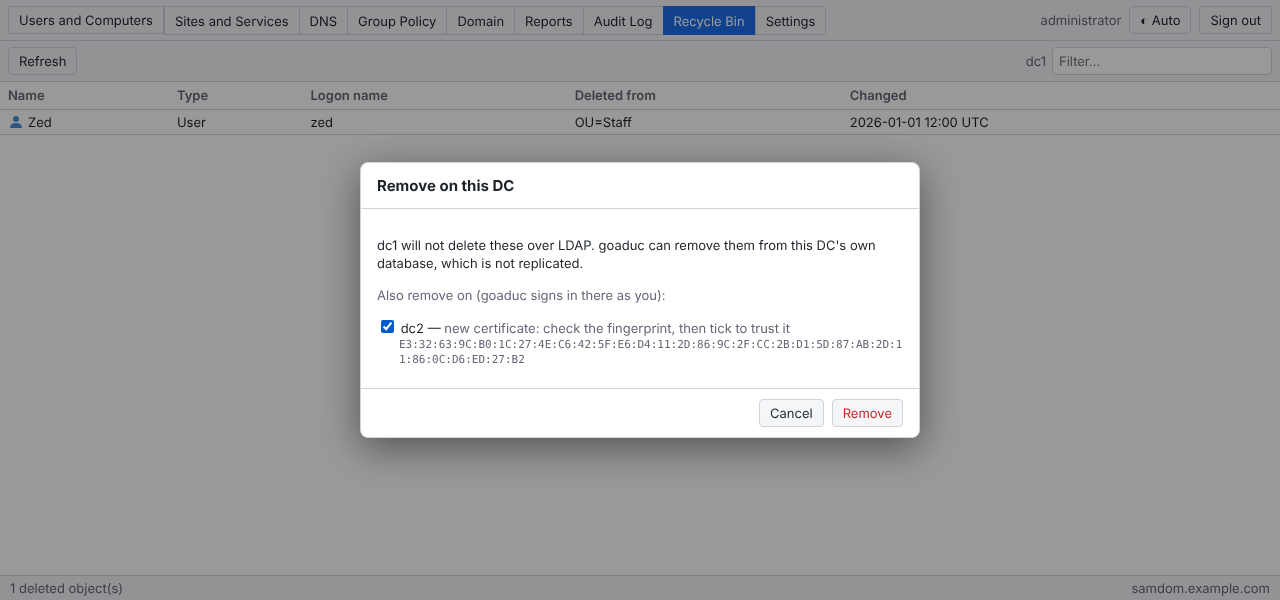 Users and Computers Sites and Services DNS Group Policy Domain Reports Audit Log Recycle Bin Settings administrator Auto Sign out
Refresh dc1 Filter...
Name Type Logon name Deleted from Changed
Zed User zed OU=Staff 2026-01-01 12:00 UTC
Remove on this DC
dc1 will not delete these over LDAP. goaduc can remove them from this DC's own
database, which is not replicated.
Also remove on (goaduc signs in there as you):
dc2 — new certificate: check the fingerprint, then tick to trust it
E3:32:63:9C:B0:1C:27:4E:C6:42:5F:E6:D4:11:2D:86:9C:2F:CC:2B:D1:5D:87:AB:2D:1
1:86:0C:D6:ED:27:B2
Cancel Remove
1 deleted object(s) samdom.example.com